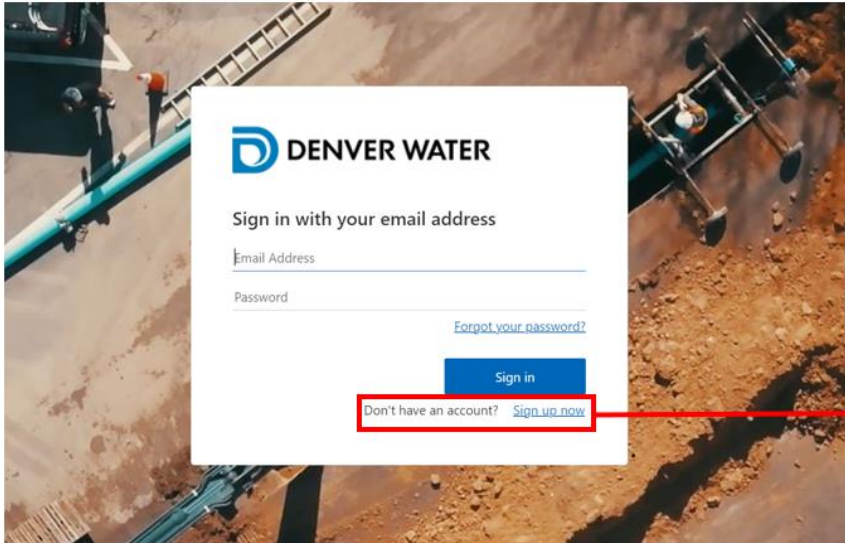 DENVER WATER
Sign in with your email address
Email Address
Password
Forgot your password?
Sign in
Don't have an account? Sign up now